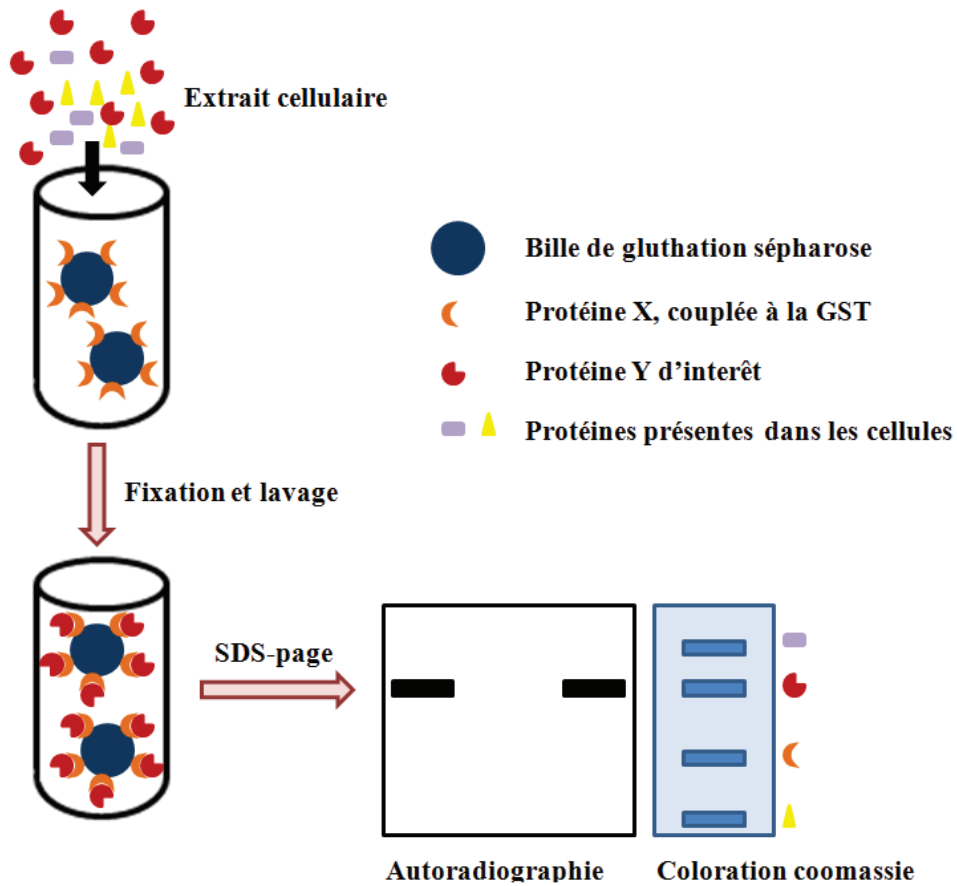 Extrait cellulaire
Bille de gluthation sépharose
Protéine X, couplée à la GST
Protéine Y d'interêt
Protéines présentes dans les cellules
Fixation et lavage
SDS-page
Autoradiographie
Coloration coomassie